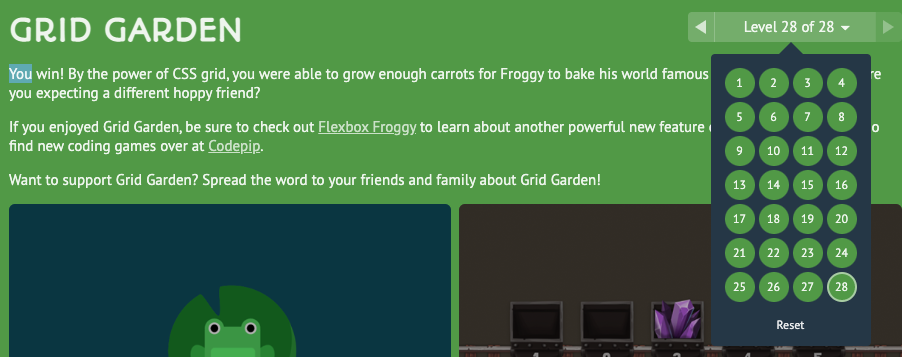 GRID GARDEN
Level 28 of 28
You win! By the power of CSS grid, you were able to grow enough carrots for Froggy to bake his world famous
you expecting a different hoppy friend?
If you enjoyed Grid Garden, be sure to check out Flexbox Froggy to learn about another powerful new feature
find new coding games over at Codepip.
Want to support Grid Garden? Spread the word to your friends and family about Grid Garden!
1 2 3 4
5 6 7 8
9 10 11 12
13 14 15 16
17 18 19 20
21 22 23 24
25 26 27 28
Reset